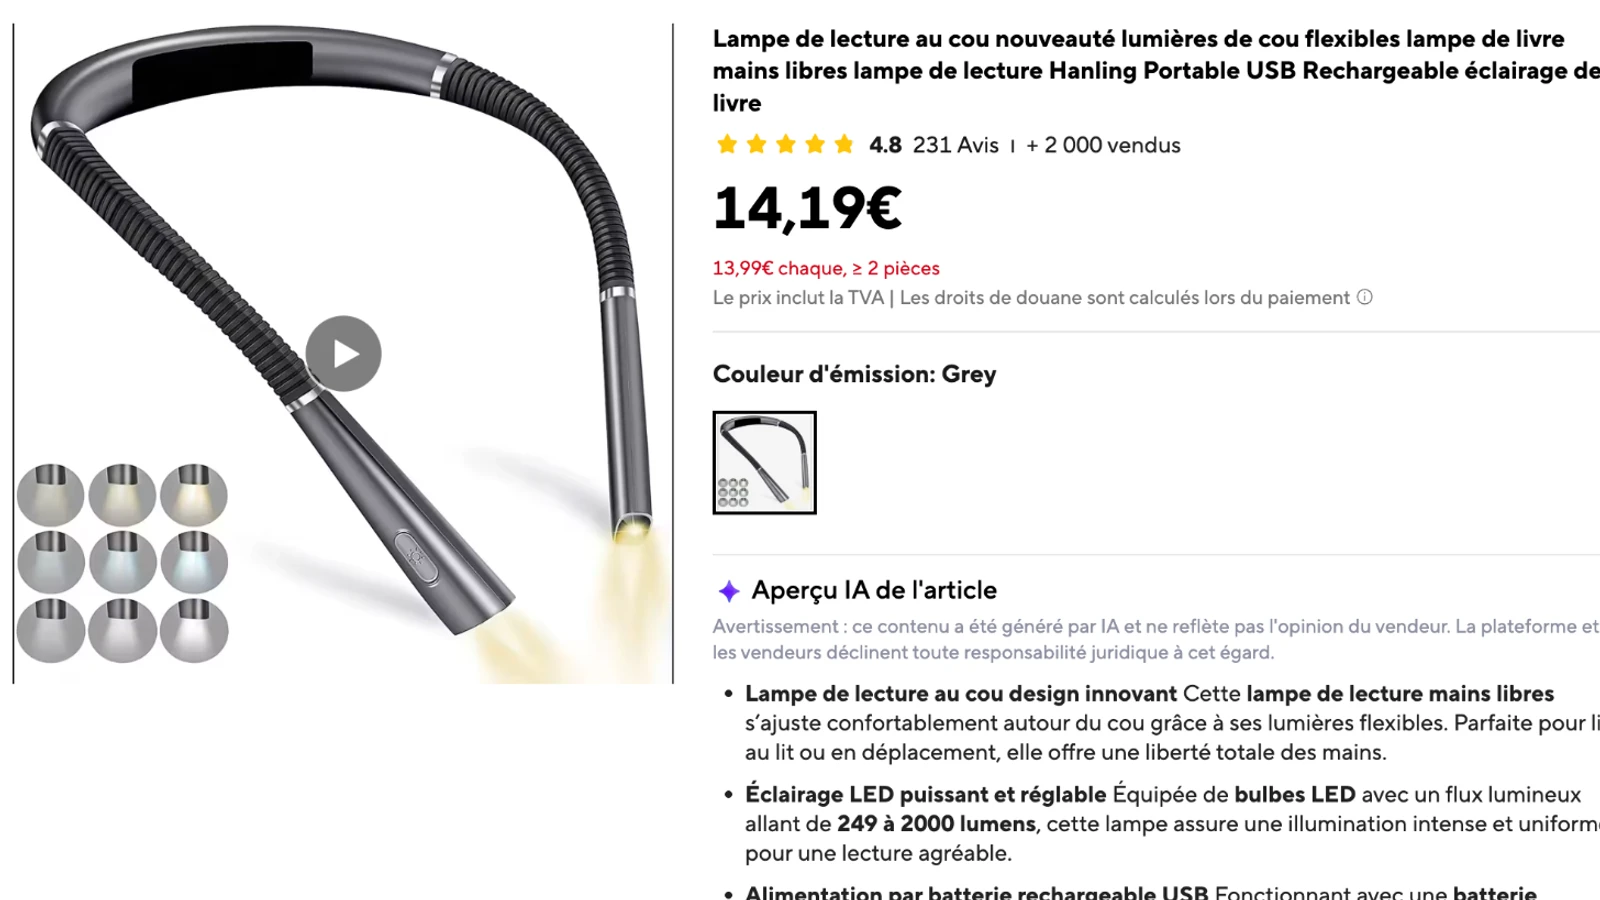 Lampe de lecture au cou nouveauté lumières de cou flexibles lampe de livre
mains libres lampe de lecture Hanling Portable USB Rechargeable éclairage de
livre
4.8 231 Avis | + 2 000 vendus
14,19€
13,99€ chaque, ≥ 2 pièces
Le prix inclut la TVA | Les droits de douane sont calculés lors du paiement
Couleur d'émission: Grey
Aperçu IA de l'article
Avertissement : ce contenu a été généré par IA et ne reflète pas l'opinion du vendeur. La plateforme et
les vendeurs déclinent toute responsabilité juridique à cet égard.
• Lampe de lecture au cou design innovant Cette lampe de lecture mains libres
s’ajuste confortablement autour du cou grâce à ses lumières flexibles. Parfaite pour
au lit ou en déplacement, elle offre une liberté totale des mains.
• Éclairage LED puissant et réglable Équipée de bulbes LED avec un flux lumineux
allant de 249 à 2000 lumens, cette lampe assure une illumination intense et uniforme
pour une lecture agréable.
• Alimentation par batterie rechargeable USB Fonctionnant avec une batterie